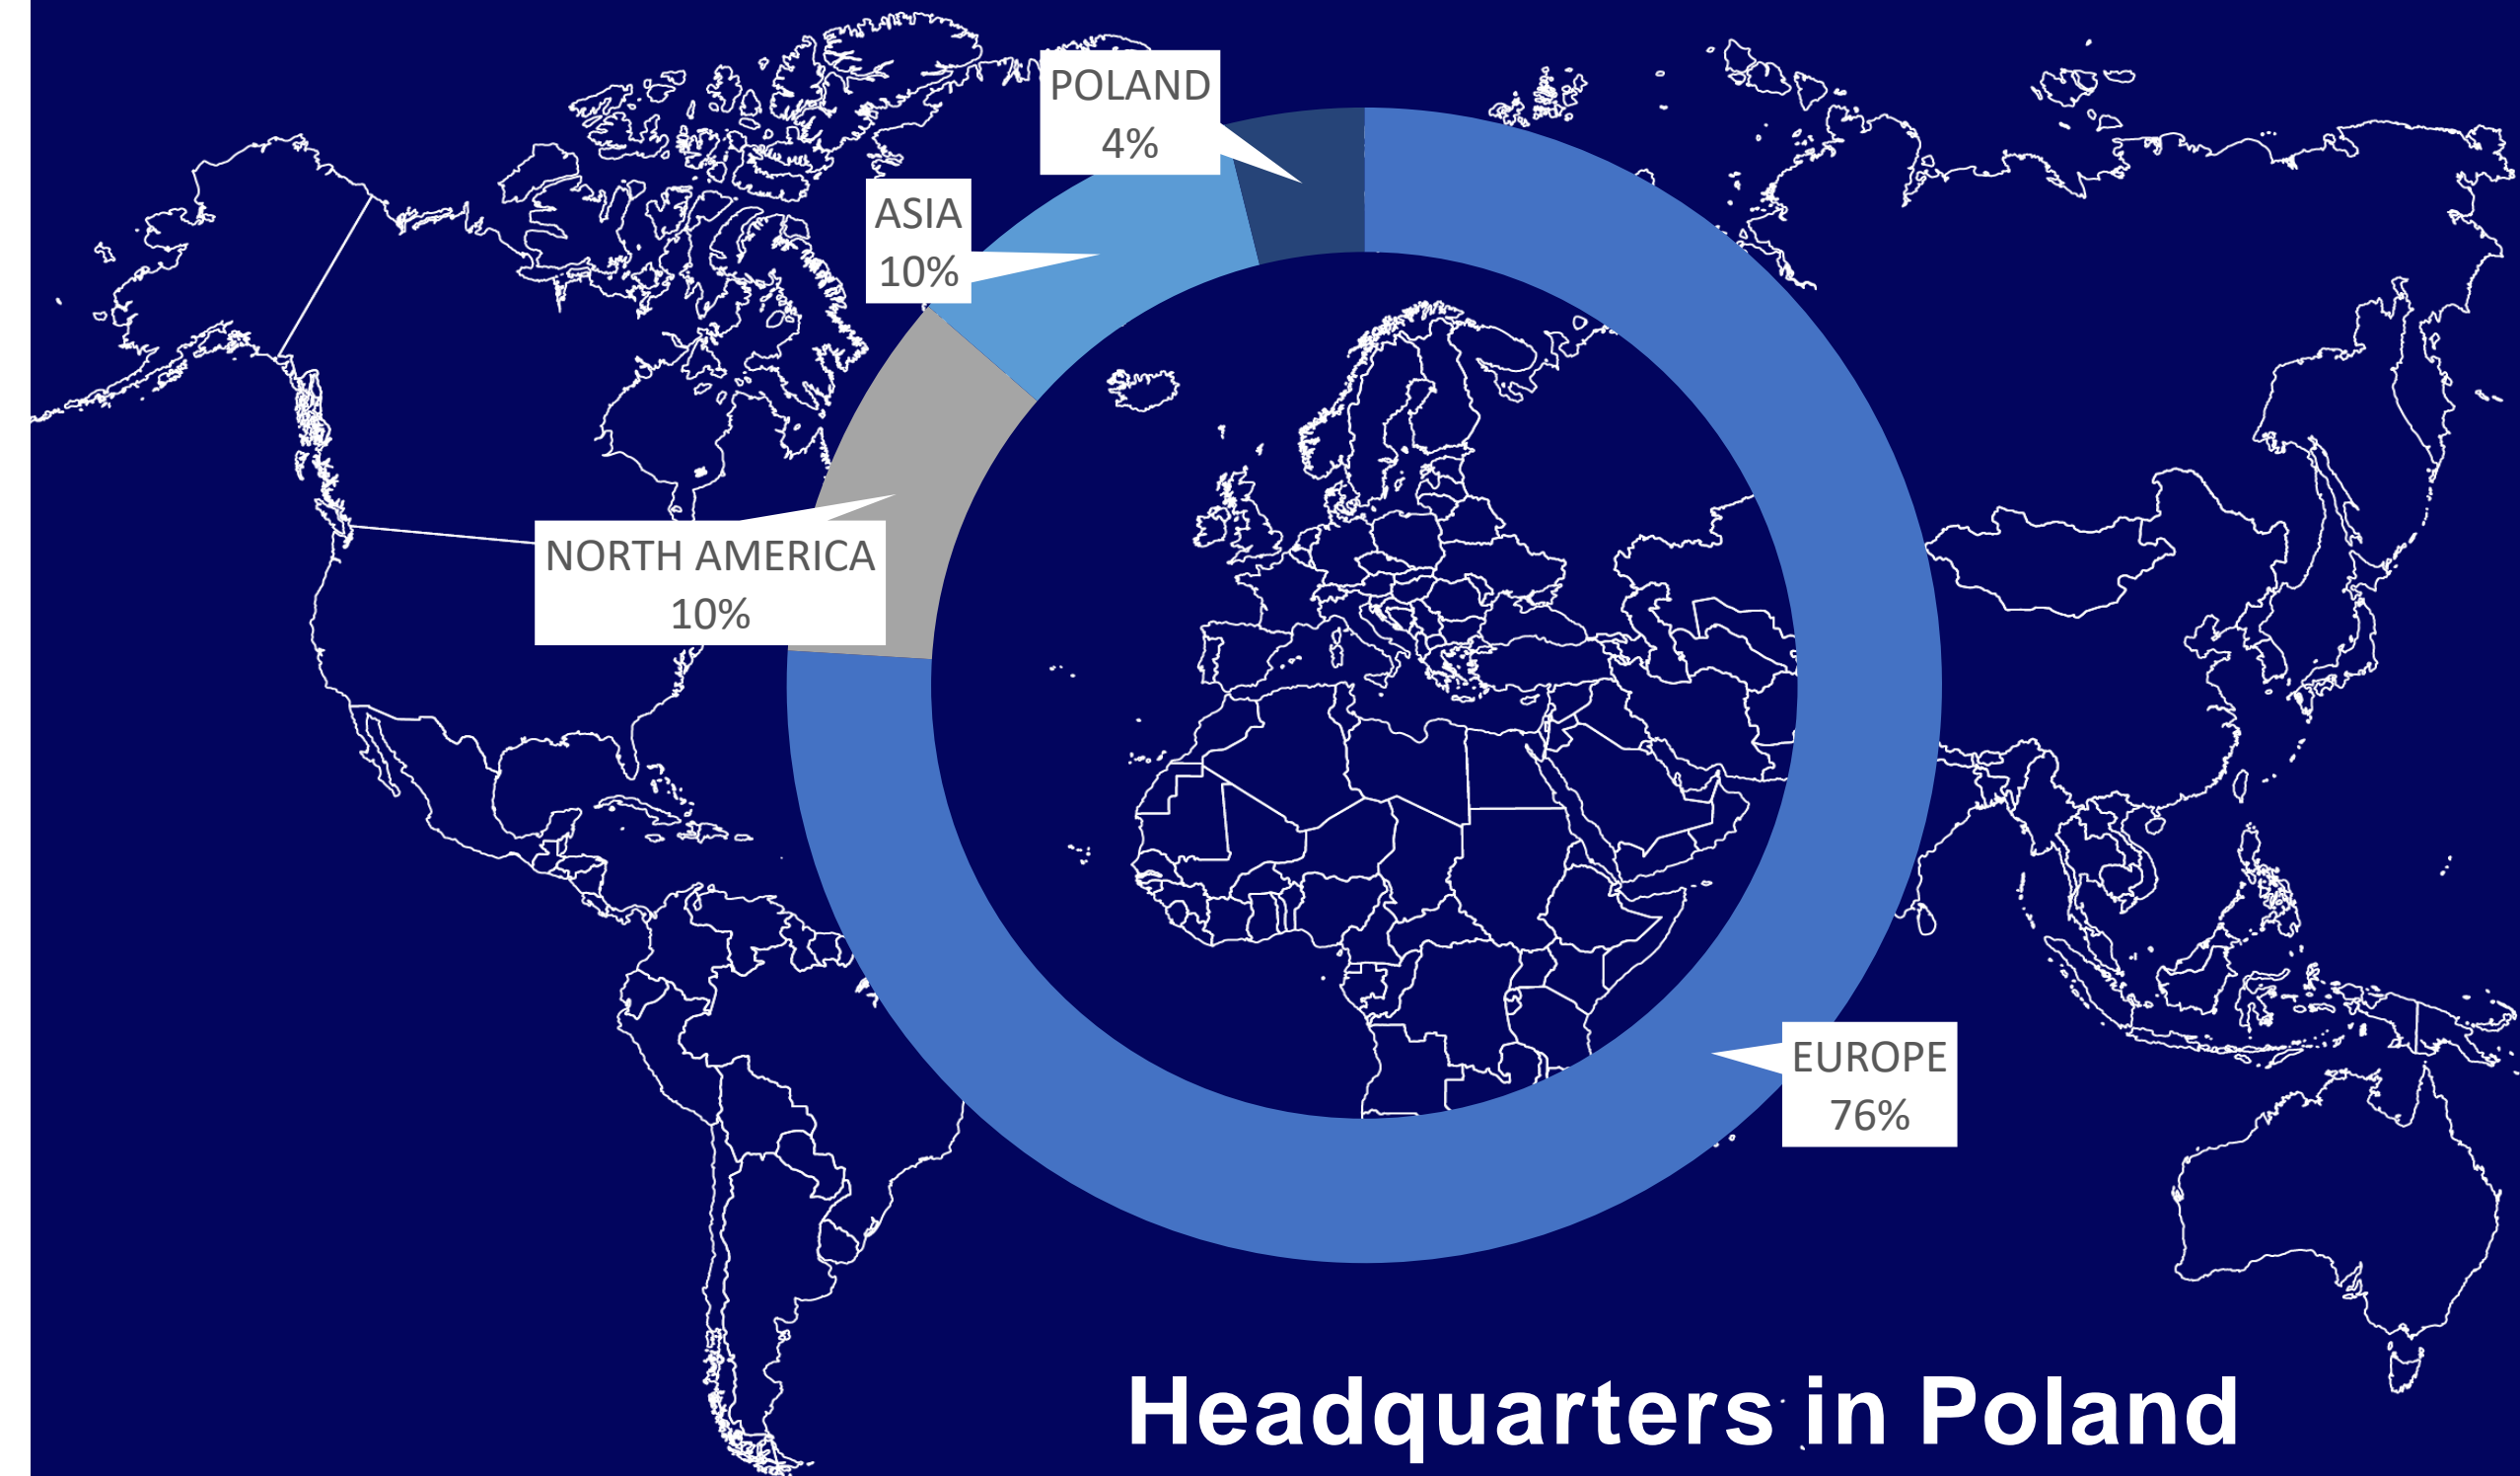 POLAND
4%
ASIA
10%
NORTH AMERICA
10%
EUROPE
76%
Headquarters in Poland